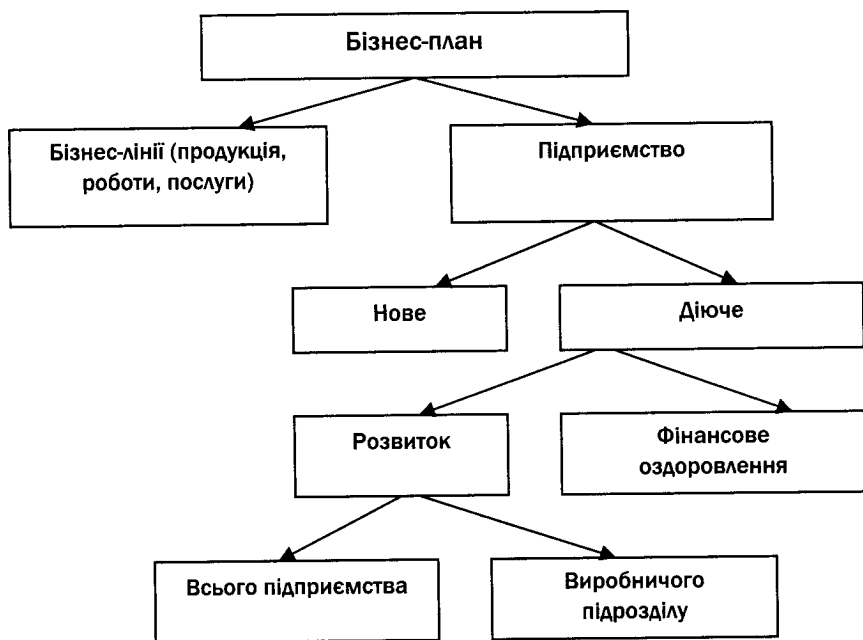 Бізнес-план
Бізнес-лінії (продукція,
роботи, послуги)
Підприємство
Нове
Діюче
Розвиток
Фінансове
оздоровлення
Всього підприємства
Виробничого
підрозділу